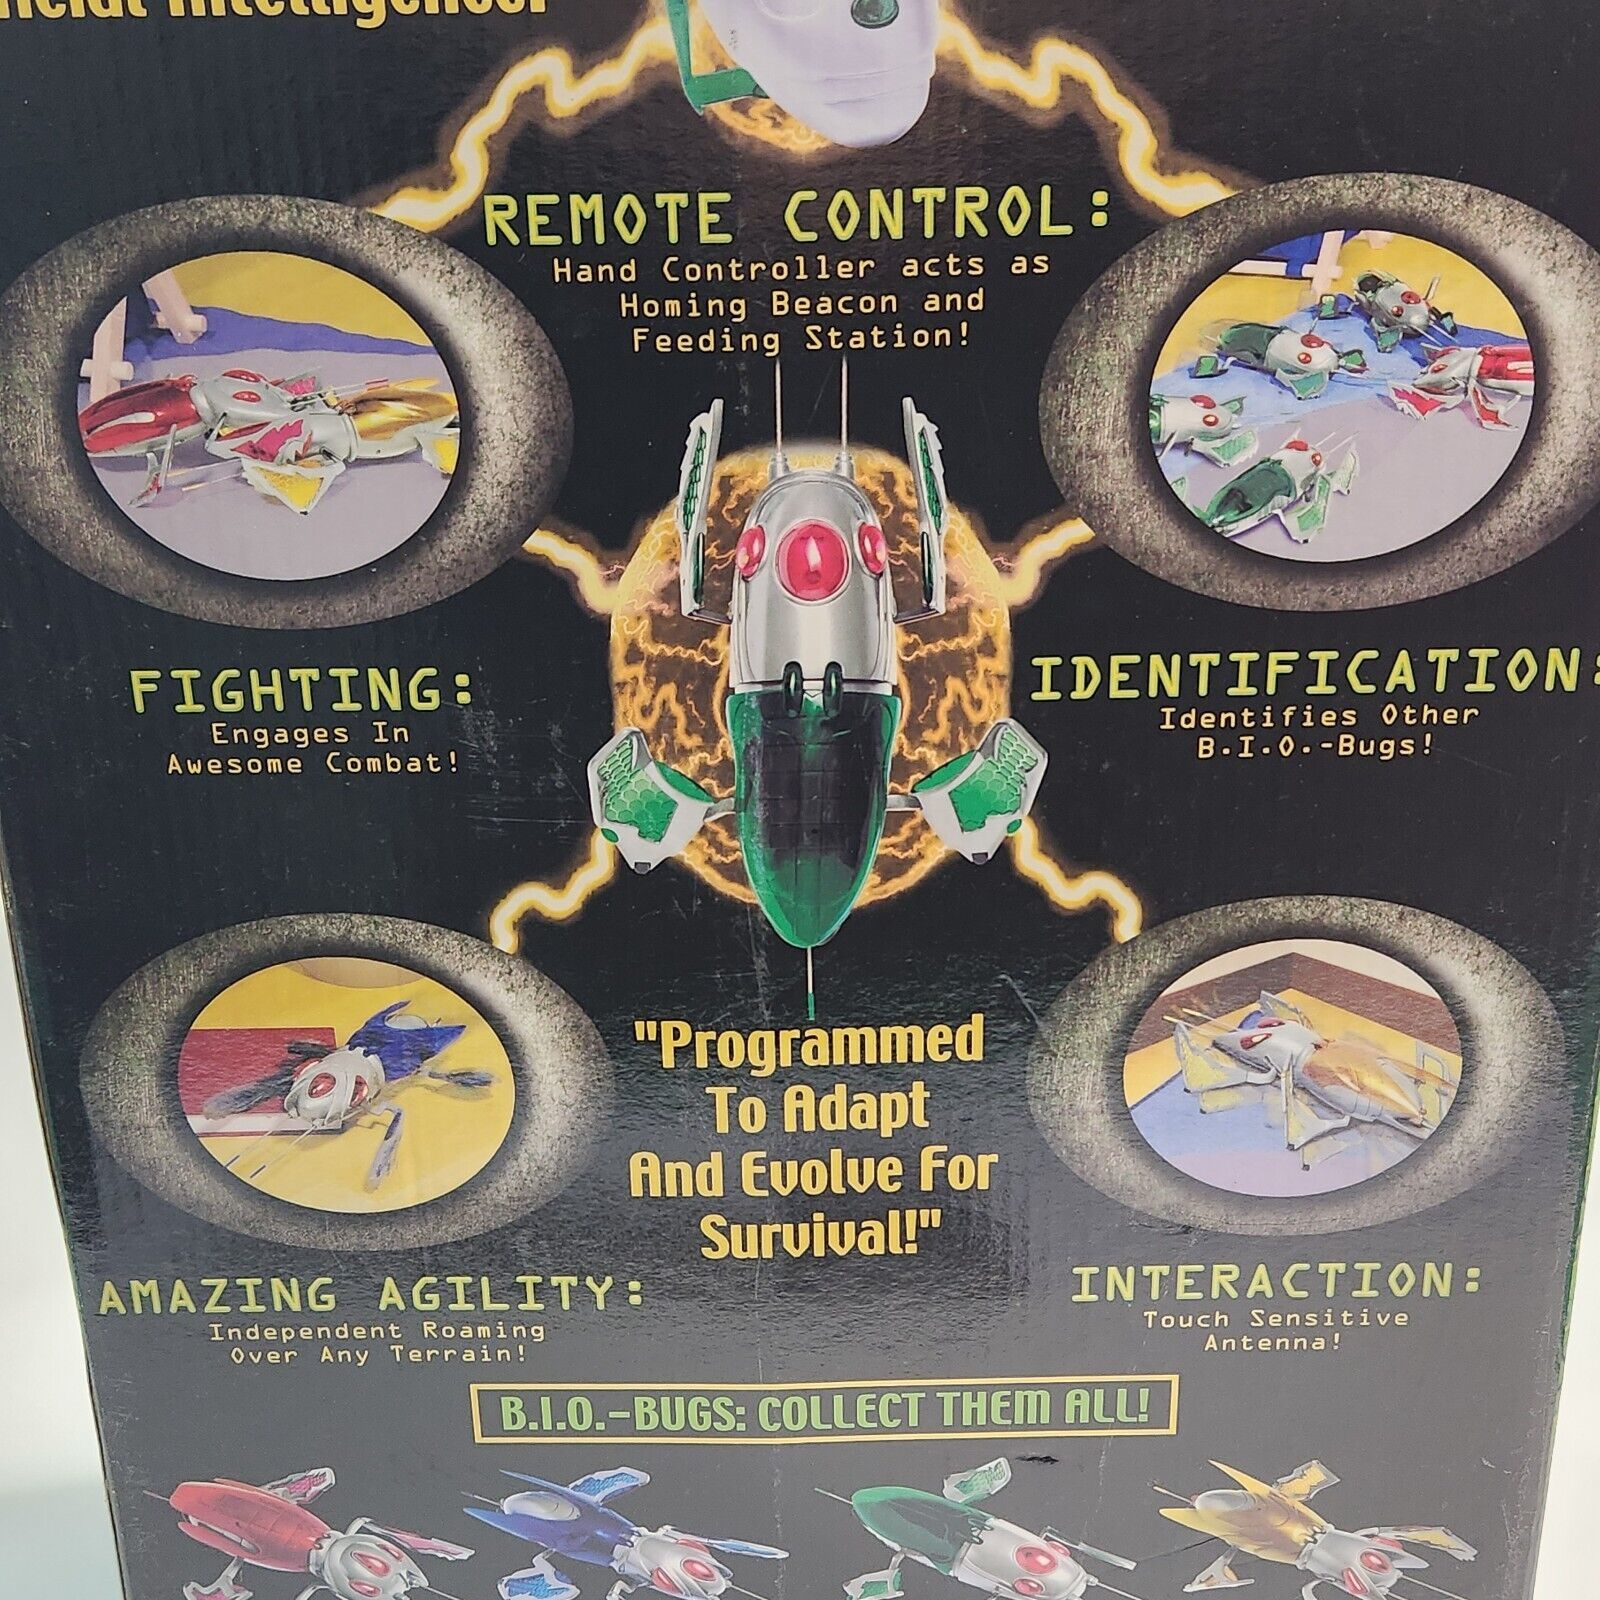 Intelligence!
REMOTE CONTROL:
Hand Controller acts as
Homing Beacon and
Feeding Station!
FIGHTING:
Engages In
Awesome Combat!
IDENTIFICATION:
Identifies Other
B.I.O.-Bugs!
"Programmed
To Adapt
And Evolve For
Survival!"
AMAZING AGILITY:
Independent Roaming
Over Any Terrain!
INTERACTION:
Touch Sensitive
Antenna!
B.I.O.-BUGS: COLLECT THEM ALL!